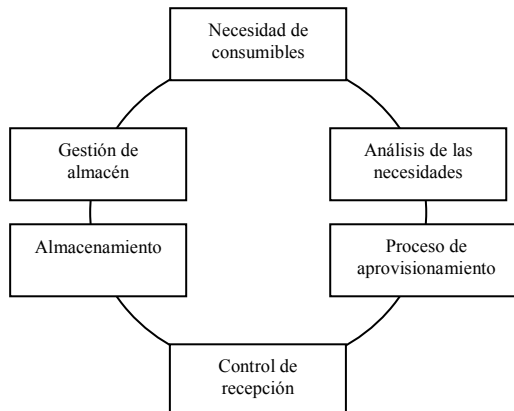 Necesidad de
consumibles
Gestión de
almacén
Análisis de las
necesidades
Almacenamiento
Proceso de
aprovisionamiento
Control de
recepción